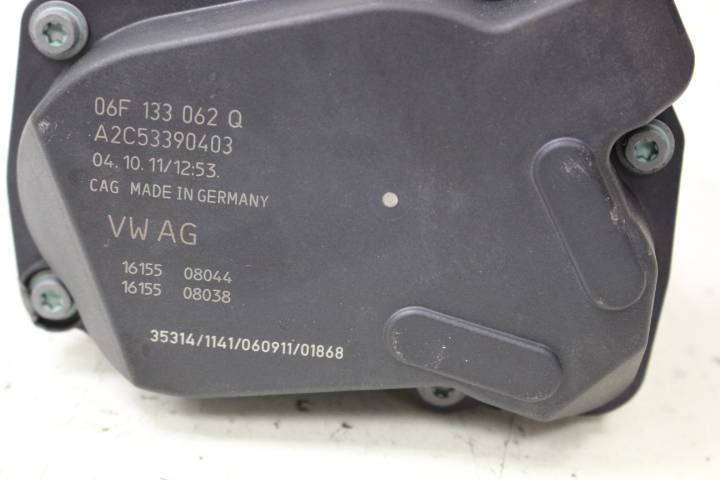 06F 133 062 Q
A2C53390403
04.10.11/12:53.
CAG MADE IN GERMANY
VW AG
16155 08044
16155 08038
35314/1141/060911/01868